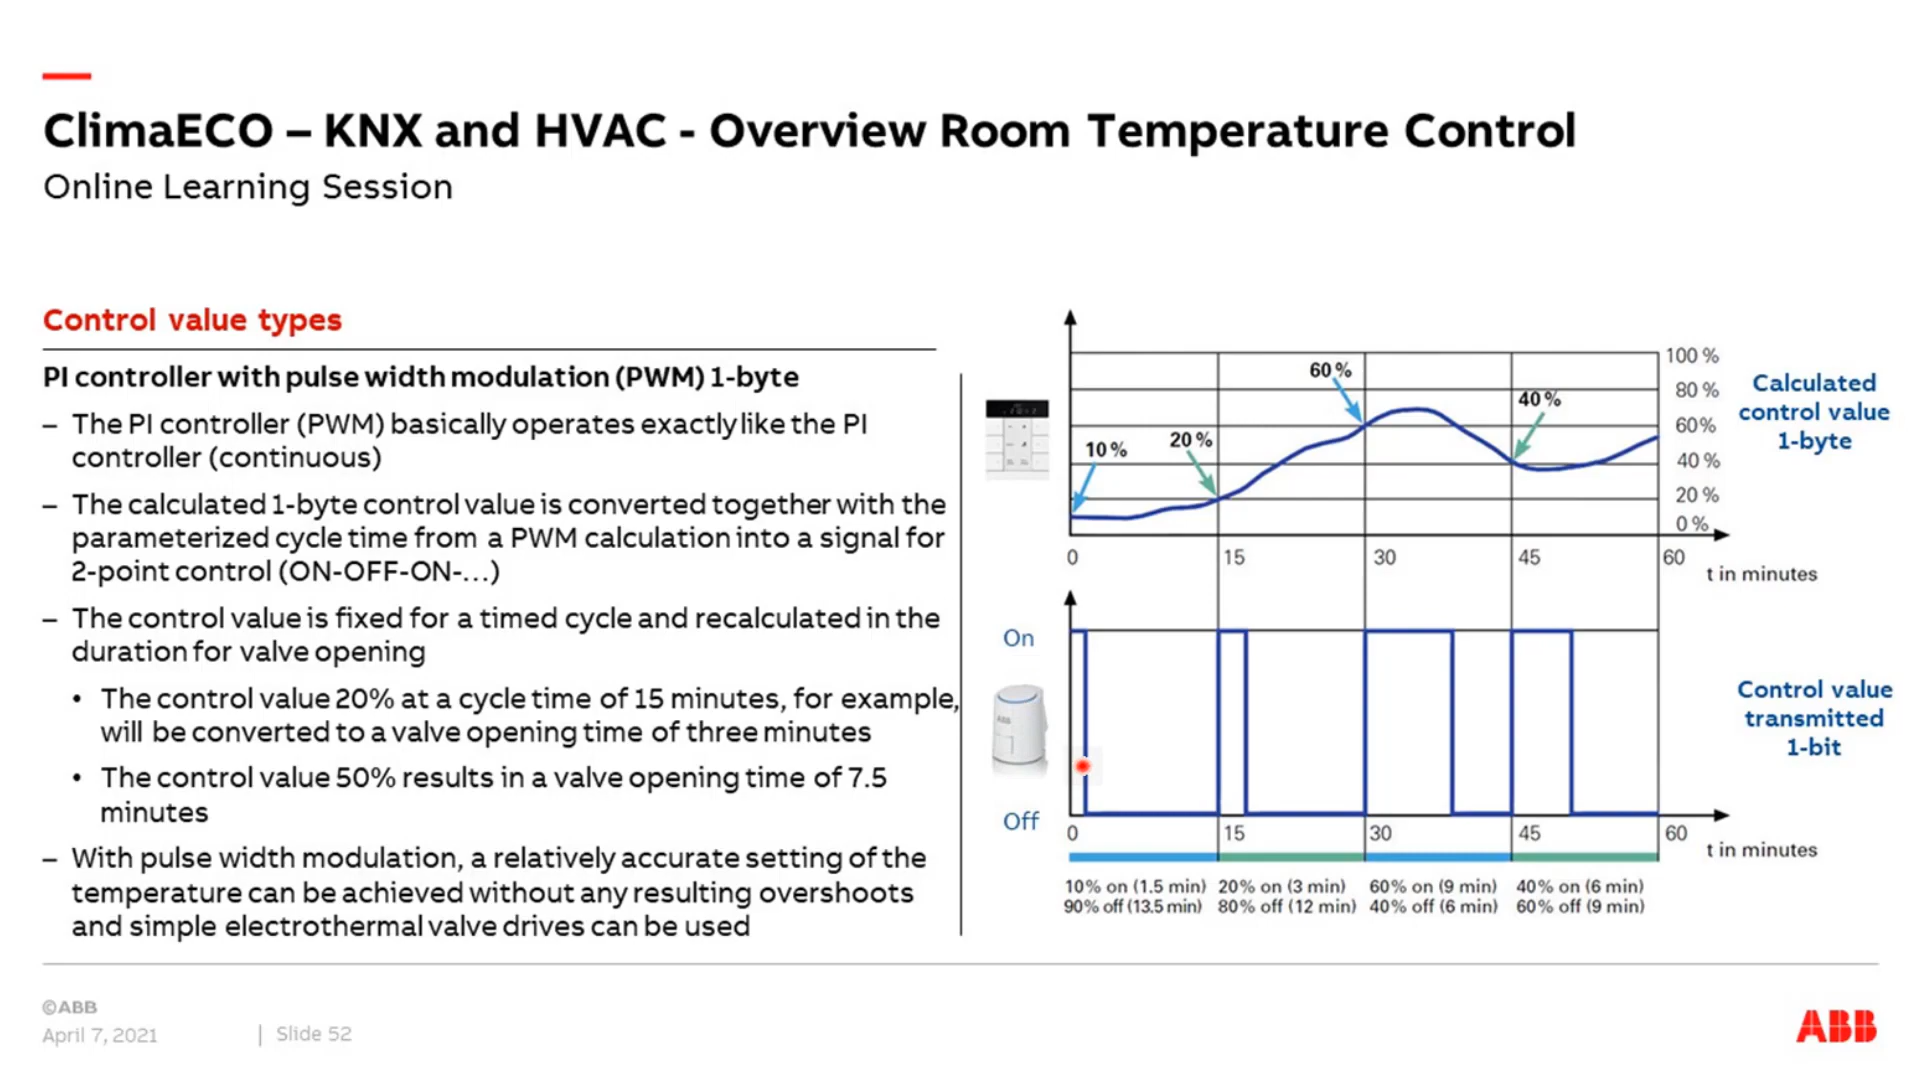 ClimaECO – KNX and HVAC - Overview Room Temperature Control
Online Learning Session
Control value types
PI controller with pulse width modulation (PWM) 1-byte
– The PI controller (PWM) basically operates exactly like the PI
controller (continuous)
– The calculated 1-byte control value is converted together with the
parameterized cycle time from a PWM calculation into a signal for
2-point control (ON-OFF-ON-...)
– The control value is fixed for a timed cycle and recalculated in the
duration for valve opening
• The control value 20% at a cycle time of 15 minutes, for example,
will be converted to a valve opening time of three minutes
• The control value 50% results in a valve opening time of 7.5
minutes
– With pulse width modulation, a relatively accurate setting of the
temperature can be achieved without any resulting overshoots
and simple electrothermal valve drives can be used
10 %
20 %
60 %
40 %
100 %
80 %
60 %
40 %
20 %
0 %
Calculated
control value
1-byte
0 15 30 45 60
t in minutes
On
ABB
Off
Control value
transmitted
1-bit
0 15 30 45 60
t in minutes
10% on (1.5 min) 20% on (3 min) 60% on (9 min) 40% on (6 min)
90% off (13.5 min) 80% off (12 min) 40% off (6 min) 60% off (9 min)
©ABB
April 7, 2021 | Slide 52
ABB